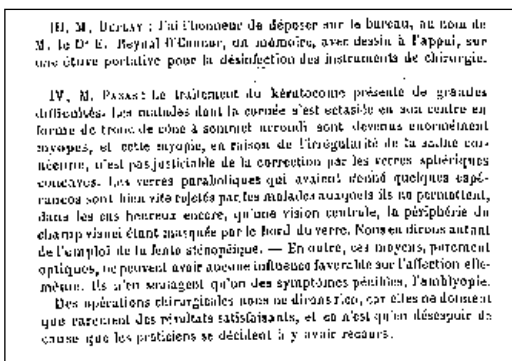 III. M. DUPLAY : J'ai l'honneur de déposer sur le bureau, au nom de
M. le Dr E. Reynal O'Connor, un mémoire, avec dessin à l'appui, sur
une étuve portative pour la désinfection des instruments de chirurgie.
IV. M. PANAS : Le traitement du kératocone présente de grandes
difficultés. Les malades dont la cornée s'est ectasiée en son centre en
forme de tronc de cône à sommet arrondi sont devenus énormément
myopes, et cette myopie, en raison de l'irrégularité de la saillie cor-
néenne, n'est pas justiciable de la correction par les verres sphériques
concaves. Les verres paraboliques qui avaient donné quelques espé-
rances sont bien vite rejetés par les malades auxquels ils ne permettent,
dans les cas heureux encore, qu'une vision centrale, la périphérie du
champ visuel étant masquée par le bord du verre. Nous en dirons autant
de l'emploi de la fente sténopéique. — En outre, ces moyens, purement
optiques, ne peuvent avoir aucune influence favorable sur l'affection elle-
même. Ils n'en soulagent qu'un des symptômes pénibles, l'amblyopie.
Des opérations chirurgicales nous ne dirons rien, car elles ne donnent
que rarement des résultats satisfaisants, et ce n'est qu'en désespoir de
cause que les praticiens se décident à y avoir recours.